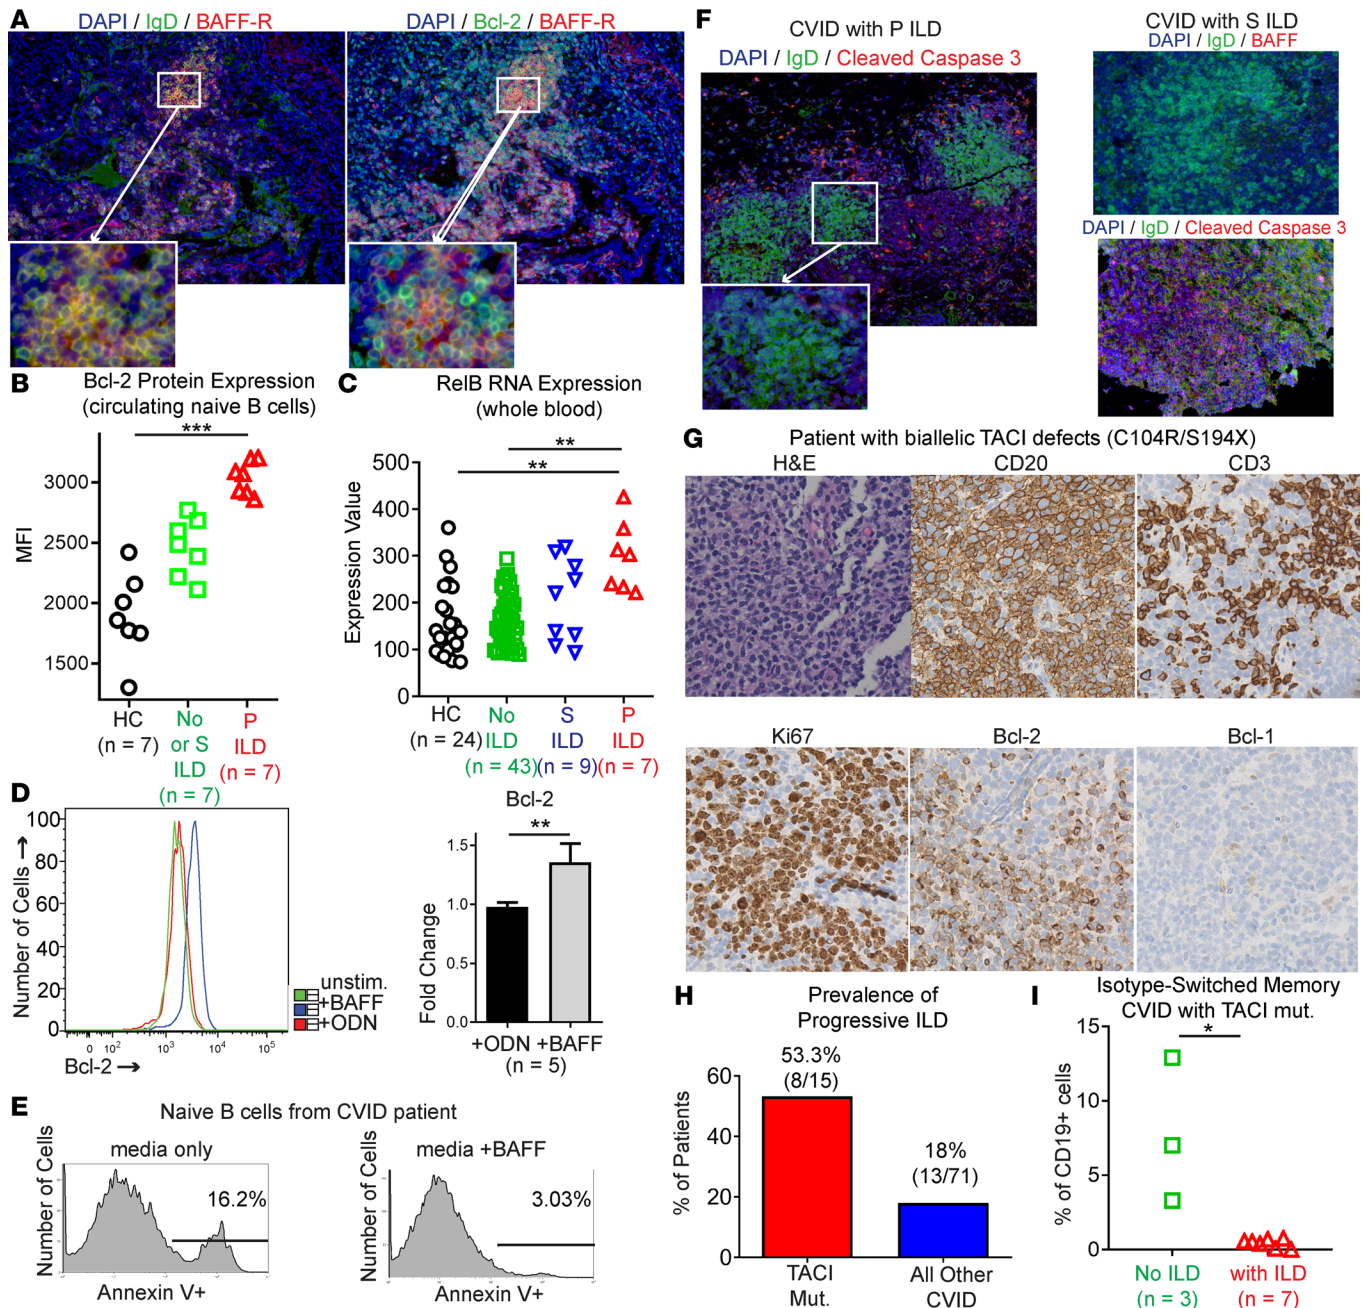 A
DAPI / IgD / BAFF-R
DAPI / Bcl-2 / BAFF-R
B
Bcl-2 Protein Expression
(circulating naive B cells)
***
MFI
3000
2500
2000
1500
HC
(n = 7)
No
or S
ILD
(n = 7)
P
ILD
(n = 7)
C
RelB RNA Expression
(whole blood)
**
**
Expression Value
500
400
300
200
100
0
HC
(n = 24)
No
ILD
(n = 43)
S
ILD
(n = 9)
P
ILD
(n = 7)
D
Number of Cells
100
80
60
40
20
0
0 10² 10³ 10⁴ 10⁵
Bcl-2
unstim.
+BAFF
+ODN
Bcl-2
**
Fold Change
1.5
1.0
0.5
0.0
+ODN +BAFF
(n = 5)
E
Naive B cells from CVID patient
media only
Number of Cells
16.2%
Annexin V+
media +BAFF
Number of Cells
3.03%
Annexin V+
F
CVID with P ILD
DAPI / IgD / Cleaved Caspase 3
CVID with S ILD
DAPI / IgD / BAFF
DAPI / IgD / Cleaved Caspase 3
G
Patient with biallelic TACI defects (C104R/S194X)
H&E
CD20
CD3
Ki67
Bcl-2
Bcl-1
H
Prevalence of
Progressive ILD
% of Patients
60
40
20
0
53.3%
(8/15)
18%
(13/71)
TACI
Mut.
All Other
CVID
I
Isotype-Switched Memory
CVID with TACI mut.
*
% of CD19+ cells
15
10
5
0
No ILD
(n = 3)
with ILD
(n = 7)